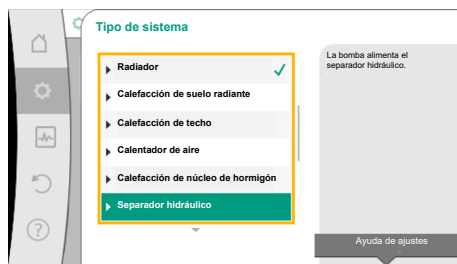 Tipo de sistema
Radiador
Calefacción de suelo radiante
Calefacción de techo
Calentador de aire
Calefacción de núcleo de hormigón
Separador hidráulico
La bomba alimenta el
separador hidráulico.
Ayuda de ajustes